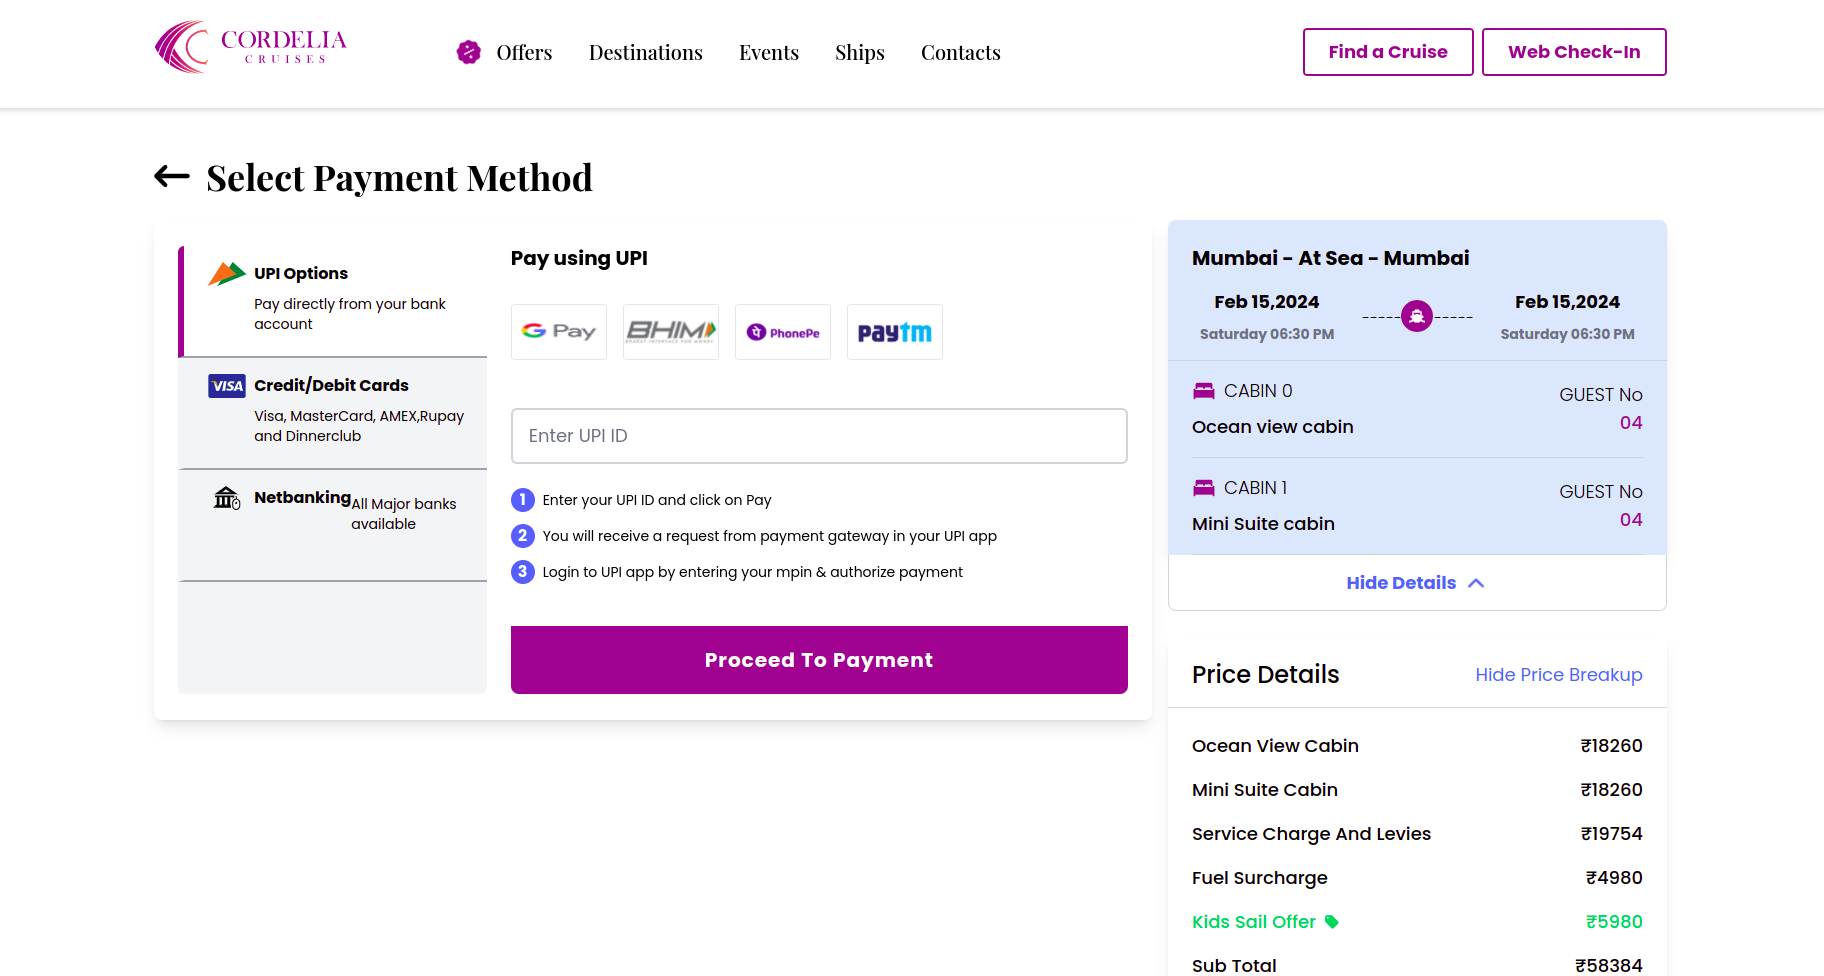 CORDELIA
CRUISES
Offers
Destinations
Events
Ships
Contacts
Find a Cruise
Web Check-In
Select Payment Method
UPI Options
Pay directly from your bank
account
VISA
Credit/Debit Cards
Visa, MasterCard, AMEX,Rupay
and Dinnerclub
Netbanking
All Major banks
available
Pay using UPI
G Pay
BHIM
BHARAT INTERFACE FOR MONEY
PhonePe
paytm
Enter UPI ID
1 Enter your UPI ID and click on Pay
2 You will receive a request from payment gateway in your UPI app
3 Login to UPI app by entering your mpin & authorize payment
Proceed To Payment
Mumbai - At Sea - Mumbai
Feb 15,2024
Saturday 06:30 PM
Feb 15,2024
Saturday 06:30 PM
CABIN 0
Ocean view cabin
GUEST No
04
CABIN 1
Mini Suite cabin
GUEST No
04
Hide Details
Price Details
Hide Price Breakup
Ocean View Cabin ₹18260
Mini Suite Cabin ₹18260
Service Charge And Levies ₹19754
Fuel Surcharge ₹4980
Kids Sail Offer ₹5980
Sub Total ₹58384